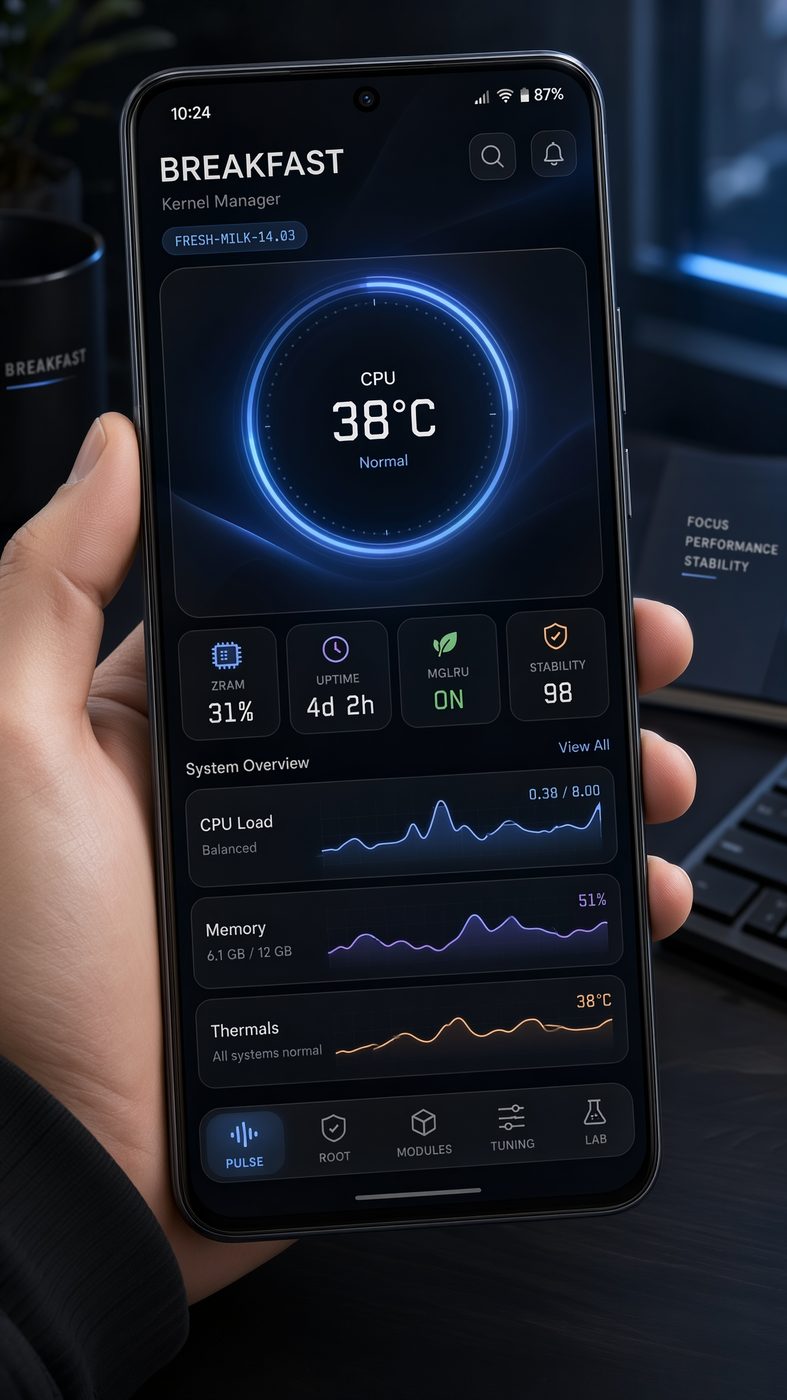 10:24
87%
BREAKFAST
Kernel Manager
FRESH-MILK-14.03
CPU
38°C
Normal
ZRAM
31%
UPTIME
4d 2h
MGLRU
ON
STABILITY
98
System Overview
View All
CPU Load
Balanced
0.38 / 8.00
Memory
6.1 GB / 12 GB
51%
Thermals
All systems normal
38°C
PULSE
ROOT
MODULES
TUNING
LAB
BREAKFAST
FOCUS
PERFORMANCE
STABILITY